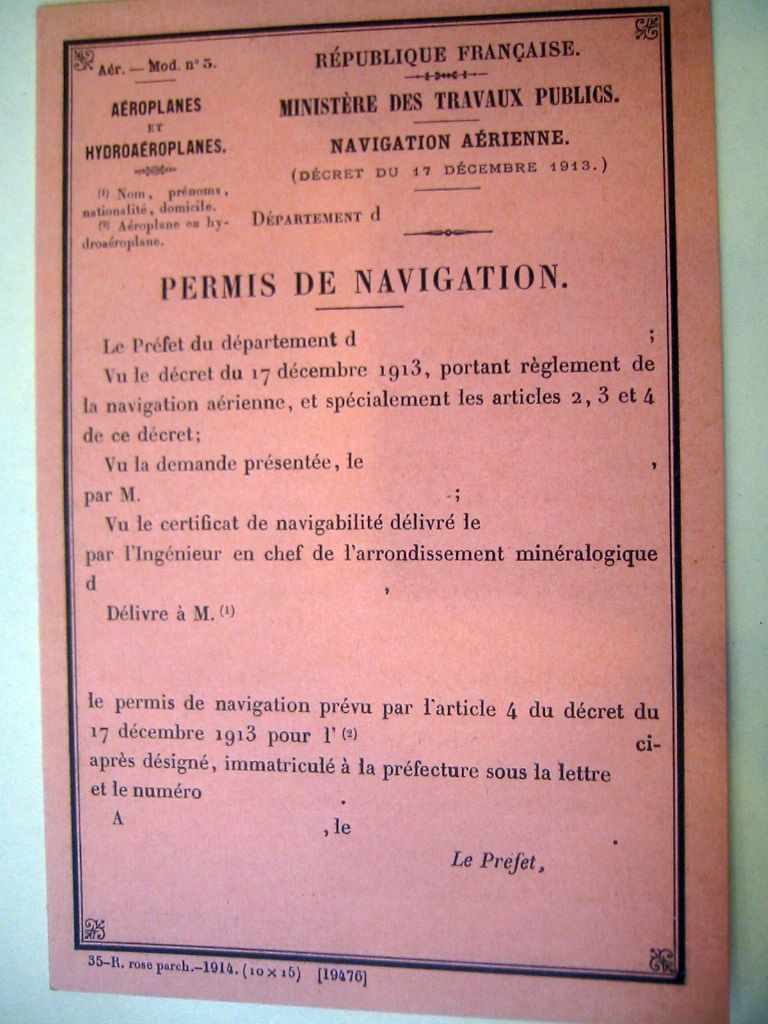 Aér. — Mod. n° 5.
AÉROPLANES
ET
HYDROAÉROPLANES.
(1) Nom, prénoms,
nationalité, domicile.
(2) Aéroplane ou hy-
droaéroplane.
RÉPUBLIQUE FRANÇAISE.
MINISTÈRE DES TRAVAUX PUBLICS.
NAVIGATION AÉRIENNE.
(DÉCRET DU 17 DÉCEMBRE 1913.)
DÉPARTEMENT d
PERMIS DE NAVIGATION.
Le Préfet du département d ;
Vu le décret du 17 décembre 1913, portant règlement de
la navigation aérienne, et spécialement les articles 2, 3 et 4
de ce décret;
Vu la demande présentée, le ,
par M. ;
Vu le certificat de navigabilité délivré le
par l'Ingénieur en chef de l'arrondissement minéralogique
d ,
Délivre à M. (1)
le permis de navigation prévu par l'article 4 du décret du
17 décembre 1913 pour l' (2) ci-
après désigné, immatriculé à la préfecture sous la lettre
et le numéro .
A , le .
Le Préfet,
35-R. rose parch.-1914. (10 × 15) [19476]